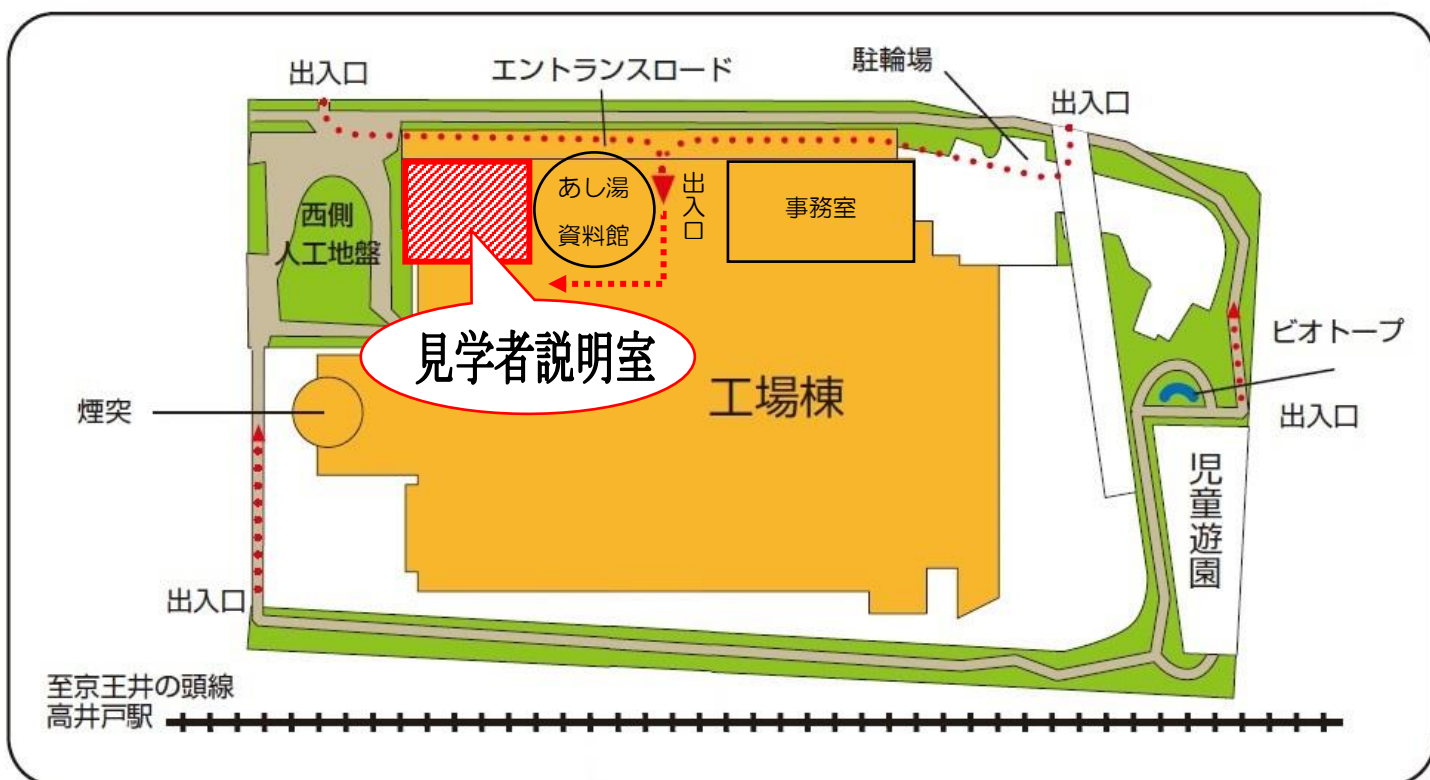 出入口
エントランスロード
駐輪場
出入口
あし湯
資料館
出入口
事務室
西側
人工地盤
見学者説明室
工場棟
ビオトープ
煙突
出入口
児童遊園
出入口
至京王井の頭線
高井戸駅